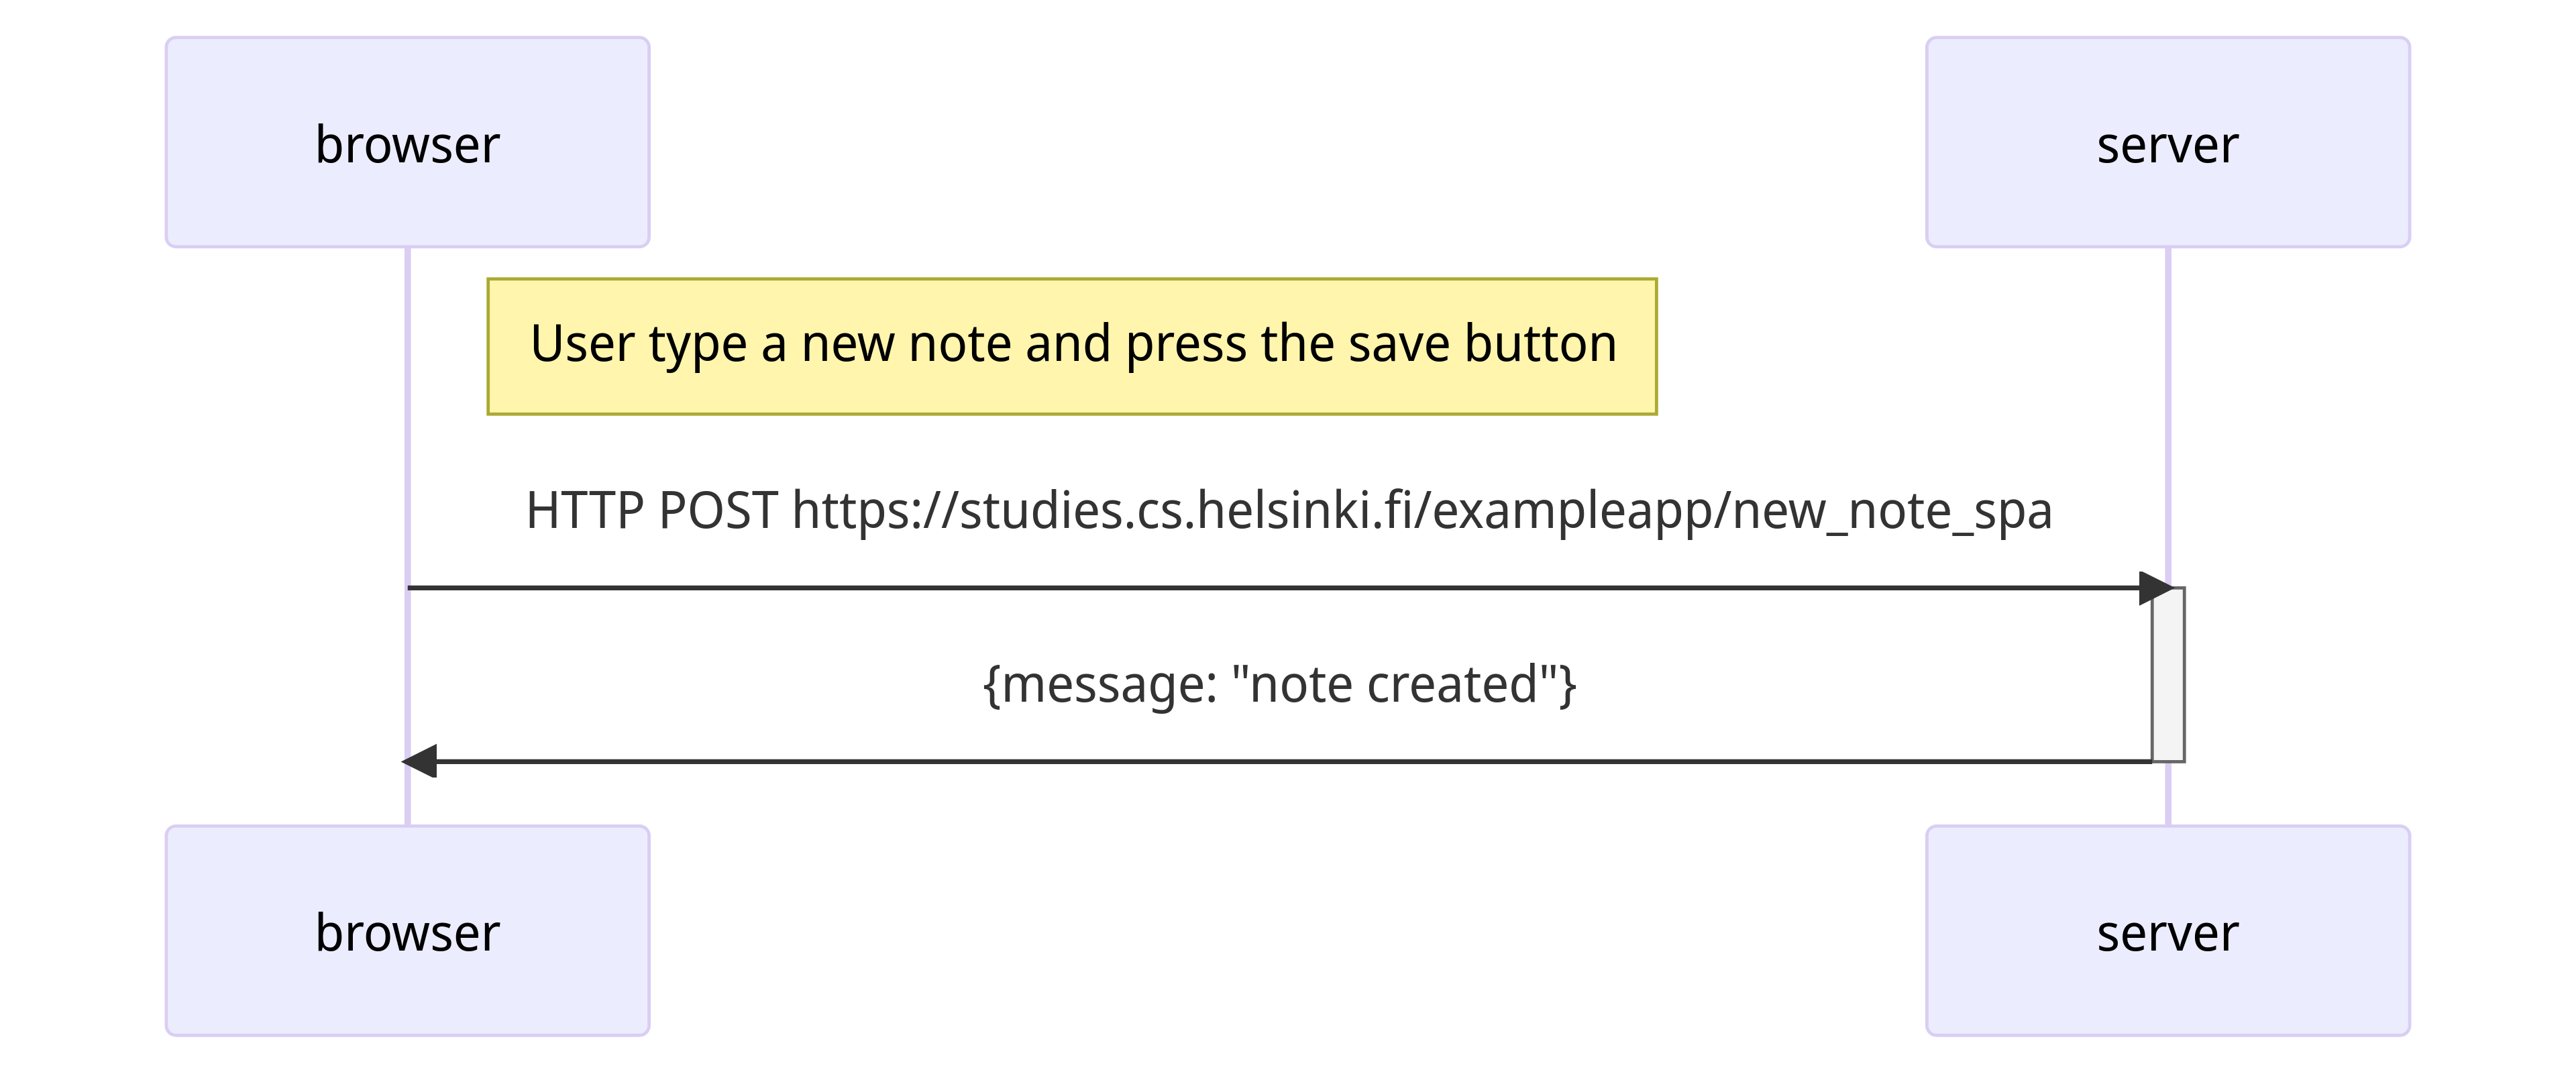 browser
server
User type a new note and press the save button
HTTP POST https://studies.cs.helsinki.fi/exampleapp/new_note_spa
{message: "note created"}
browser
server